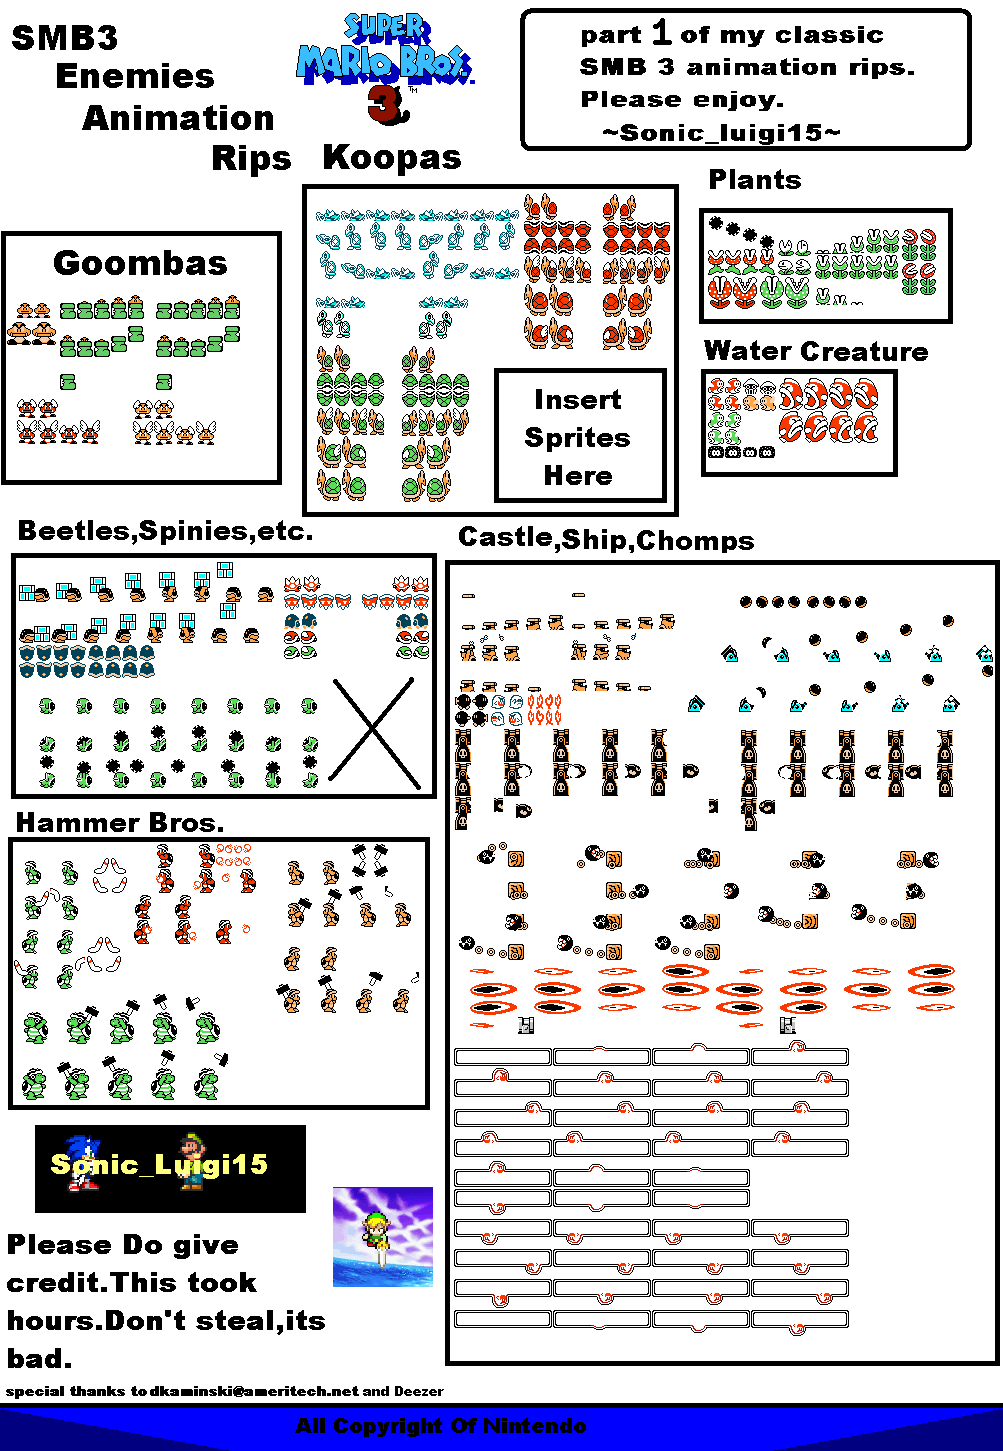 SMB3
Enemies
Animation
Rips
SUPER
MARIO BROS.
3
TM
part 1 of my classic
SMB 3 animation rips.
Please enjoy.
~Sonic_luigi15~
Koopas
Plants
Goombas
Water Creature
Insert
Sprites
Here
Beetles,Spinies,etc.
Castle,Ship,Chomps
Hammer Bros.
Sonic_Luigi15
Please Do give
credit.This took
hours.Don't steal,its
bad.
special thanks to dkaminski@ameritech.net and Deezer
All Copyright Of Nintendo